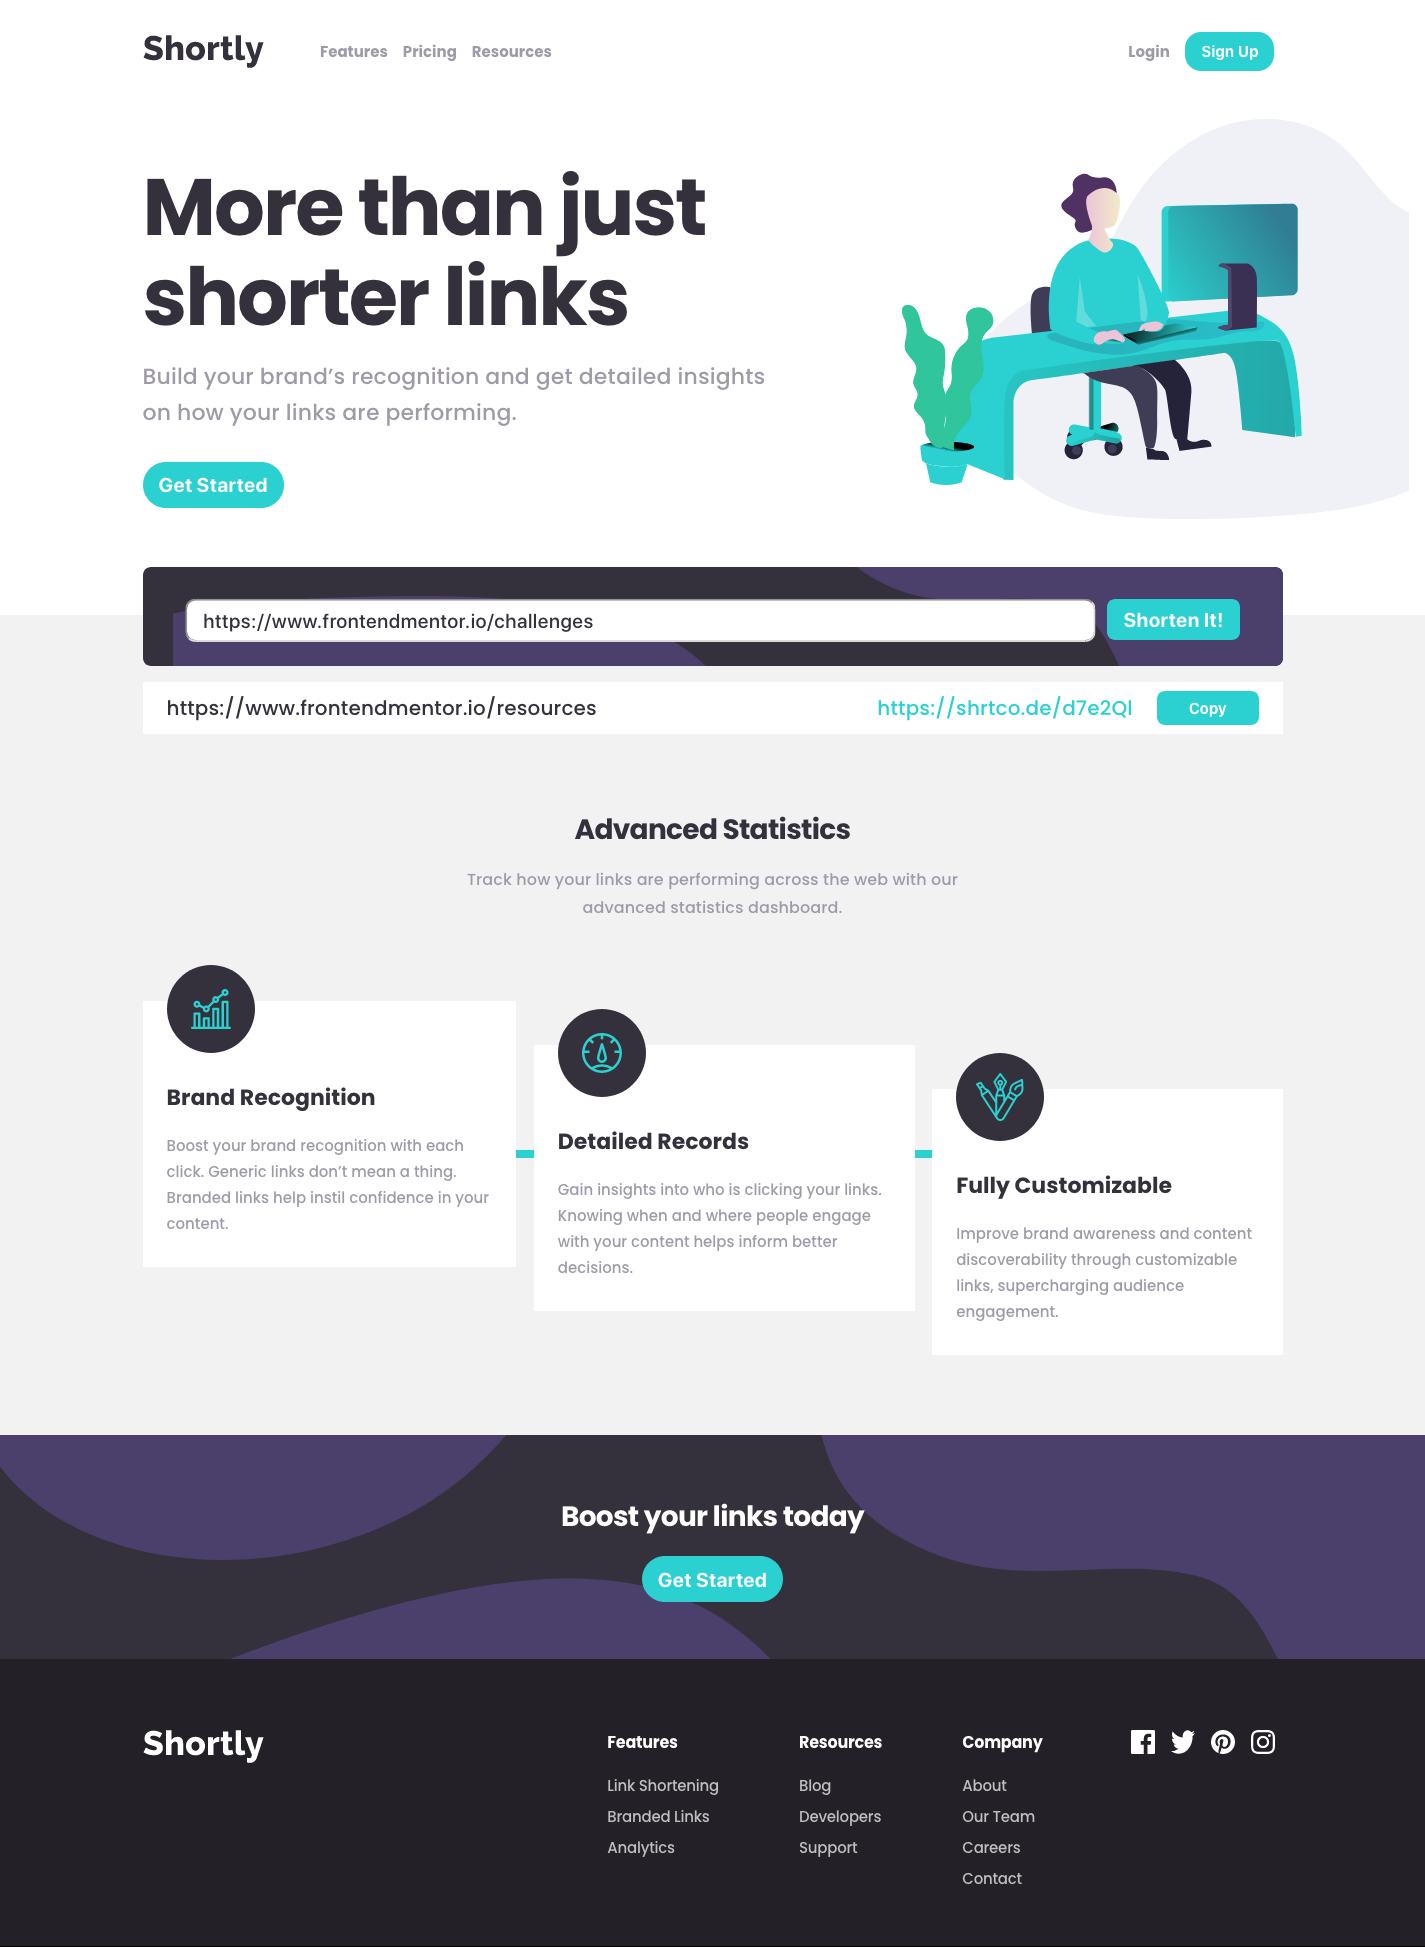 Shortly
Features Pricing Resources
Login
Sign Up
More than just
shorter links
Build your brand’s recognition and get detailed insights
on how your links are performing.
Get Started
https://www.frontendmentor.io/challenges
Shorten It!
https://www.frontendmentor.io/resources
https://shrtco.de/d7e2Ql
Copy
Advanced Statistics
Track how your links are performing across the web with our
advanced statistics dashboard.
Brand Recognition
Boost your brand recognition with each
click. Generic links don’t mean a thing.
Branded links help instil confidence in your
content.
Detailed Records
Gain insights into who is clicking your links.
Knowing when and where people engage
with your content helps inform better
decisions.
Fully Customizable
Improve brand awareness and content
discoverability through customizable
links, supercharging audience
engagement.
Boost your links today
Get Started
Shortly
Features
Link Shortening
Branded Links
Analytics
Resources
Blog
Developers
Support
Company
About
Our Team
Careers
Contact